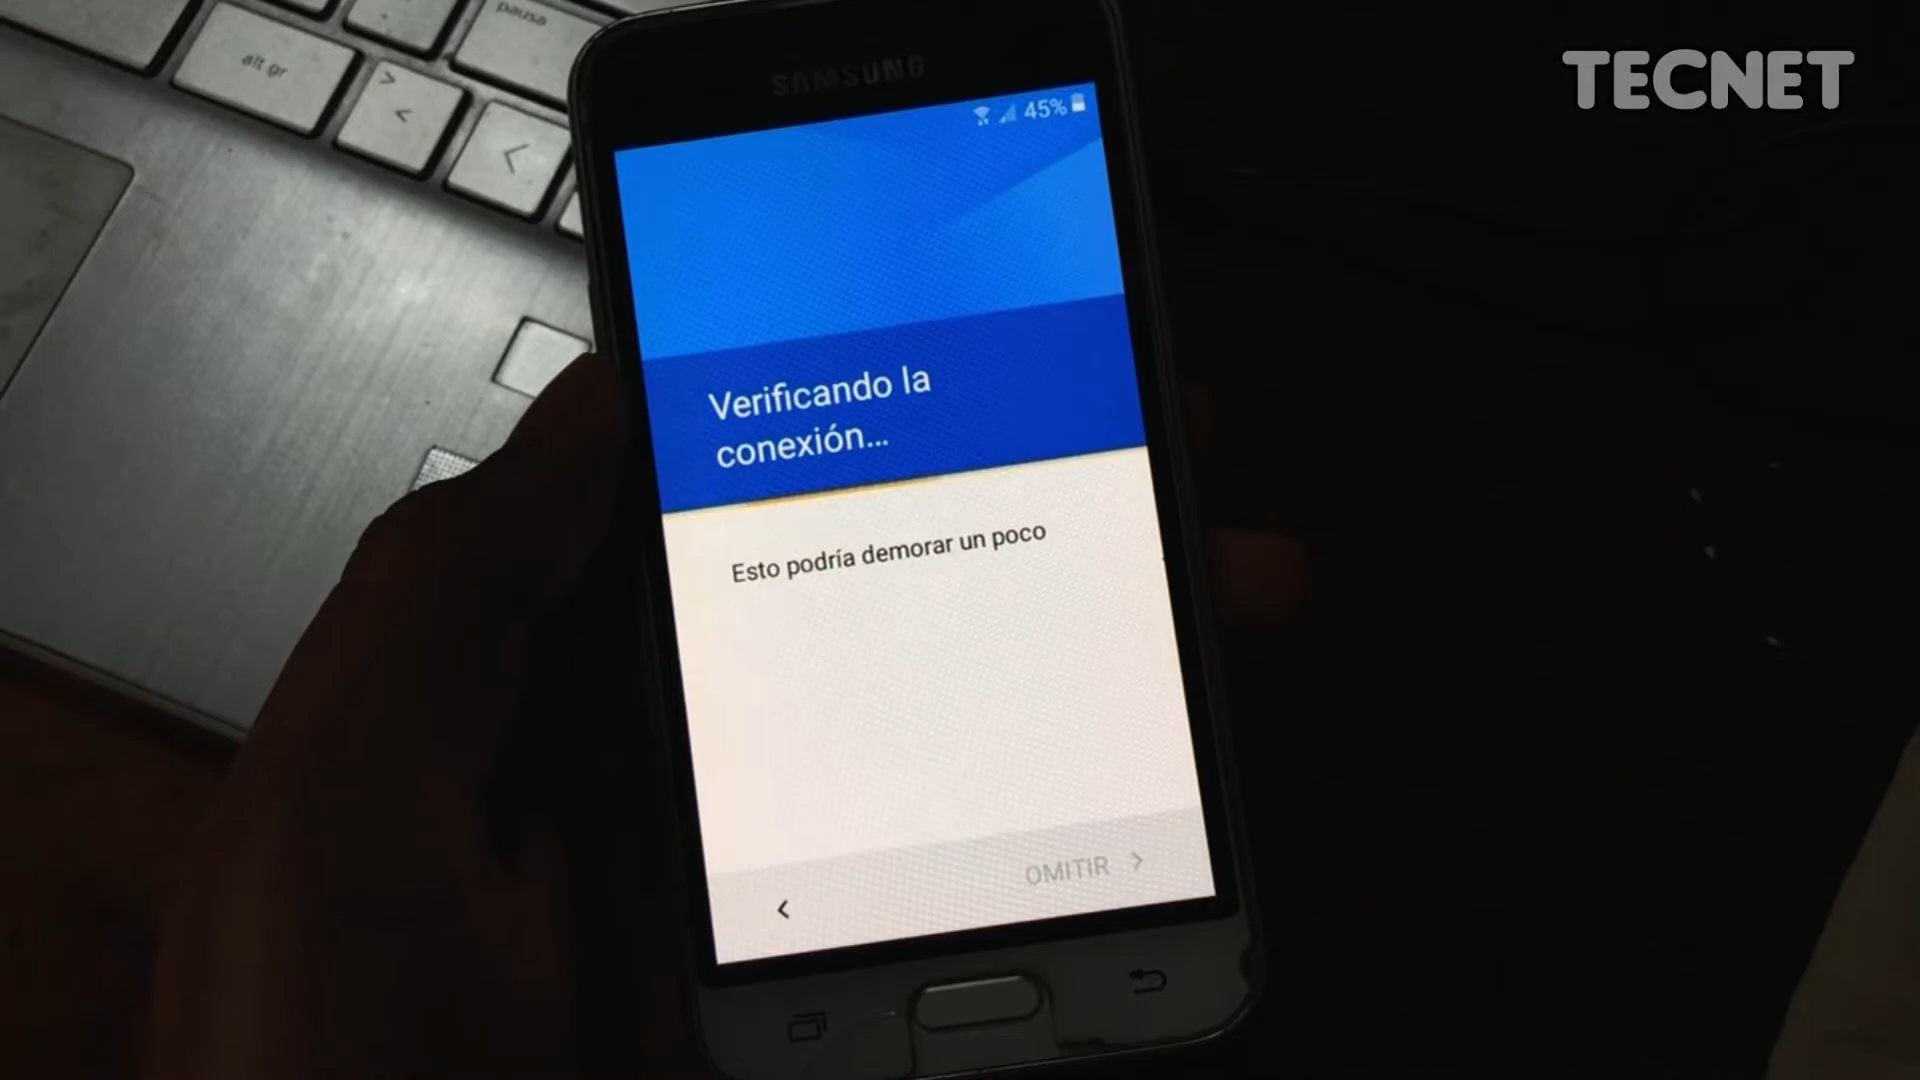 pausa
alt gr
>
<
<
SAMSUNG
TECNET
45%
Verificando la
conexión...
Esto podría demorar un poco
<
OMITIR >